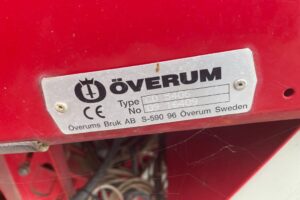 ÖVERUM
Type
CE No
Överums Bruk AB S-590 96 Överum Sweden